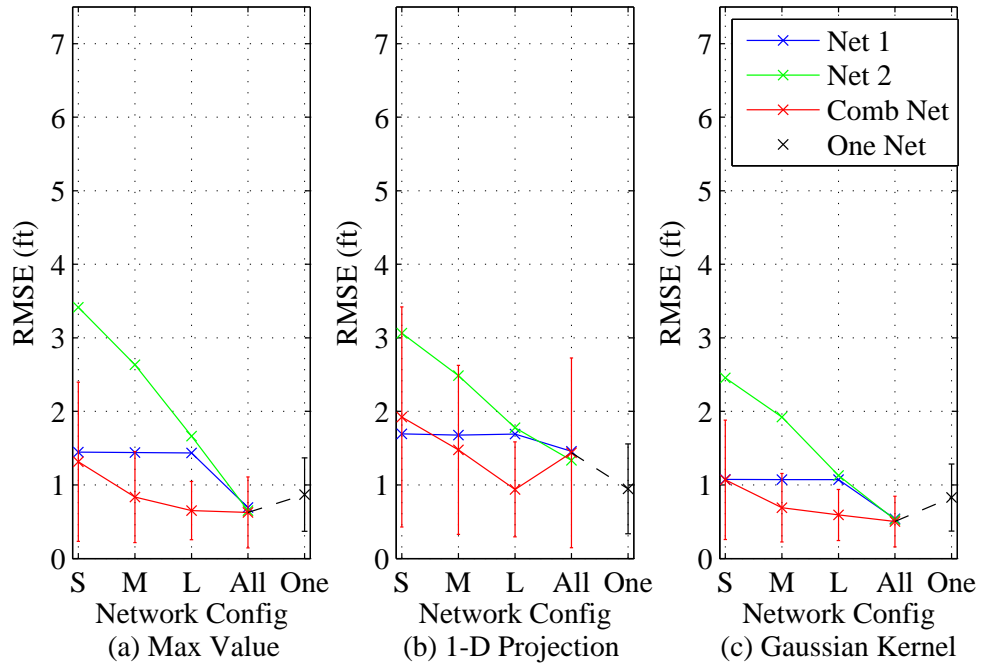 RMSE (ft)
7
6
5
4
3
2
1
0
S M L All One
Network Config
(a) Max Value
RMSE (ft)
7
6
5
4
3
2
1
0
S M L All One
Network Config
(b) 1-D Projection
RMSE (ft)
7
6
5
4
3
2
1
0
S M L All One
Network Config
(c) Gaussian Kernel
Net 1
Net 2
Comb Net
One Net